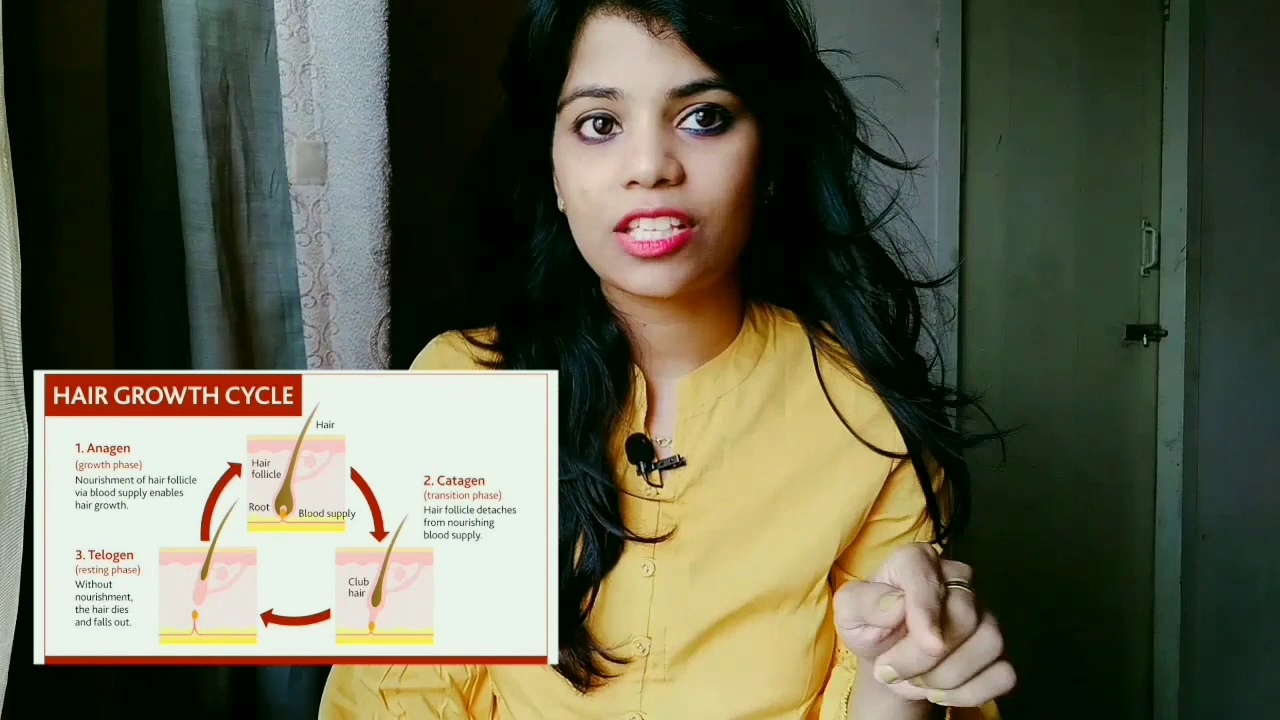 HAIR GROWTH CYCLE
Hair
1. Anagen
(growth phase)
Nourishment of hair follicle
via blood supply enables
hair growth.
Hair
follicle
Root
Blood supply
2. Catagen
(transition phase)
Hair follicle detaches
from nourishing
blood supply.
3. Telogen
(resting phase)
Without
nourishment,
the hair dies
and falls out.
Club
hair